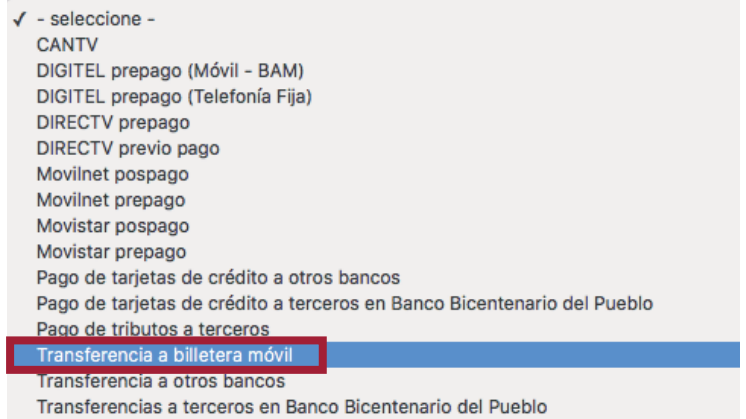 ✓ - seleccione -
CANTV
DIGITEL prepago (Móvil - BAM)
DIGITEL prepago (Telefonía Fija)
DIRECTV prepago
DIRECTV previo pago
Movilnet pospago
Movilnet prepago
Movistar pospago
Movistar prepago
Pago de tarjetas de crédito a otros bancos
Pago de tarjetas de crédito a terceros en Banco Bicentenario del Pueblo
Pago de tributos a terceros
Transferencia a billetera móvil
Transferencia a otros bancos
Transferencias a terceros en Banco Bicentenario del Pueblo